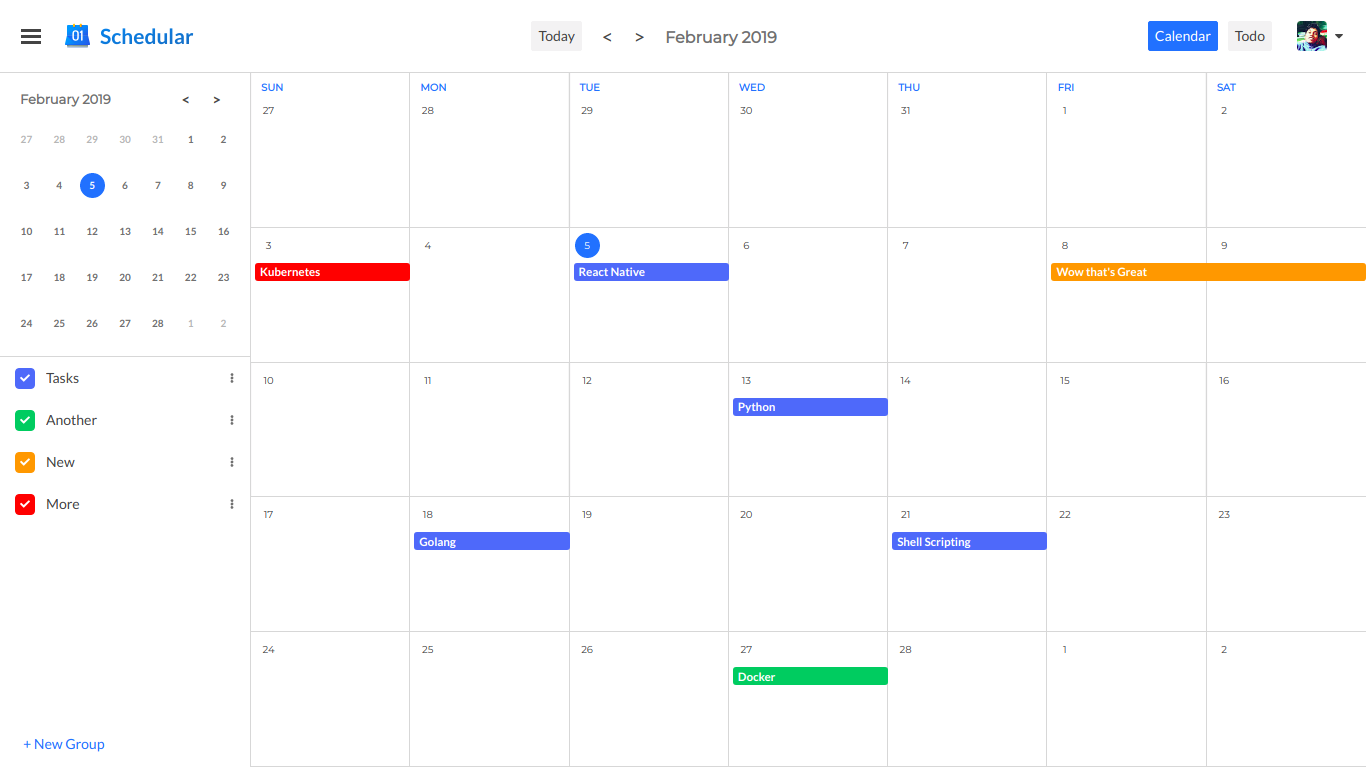 01 Schedular
Today < > February 2019
Calendar Todo
February 2019 < >
27 28 29 30 31 1 2
3 4 5 6 7 8 9
10 11 12 13 14 15 16
17 18 19 20 21 22 23
24 25 26 27 28 1 2
Tasks
Another
New
More
+ New Group
SUN MON TUE WED THU FRI SAT
27 28 29 30 31 1 2
3 4 5 6 7 8 9
Kubernetes React Native Wow that's Great
10 11 12 13 14 15 16
Python
17 18 19 20 21 22 23
Golang Shell Scripting
24 25 26 27 28 1 2
Docker